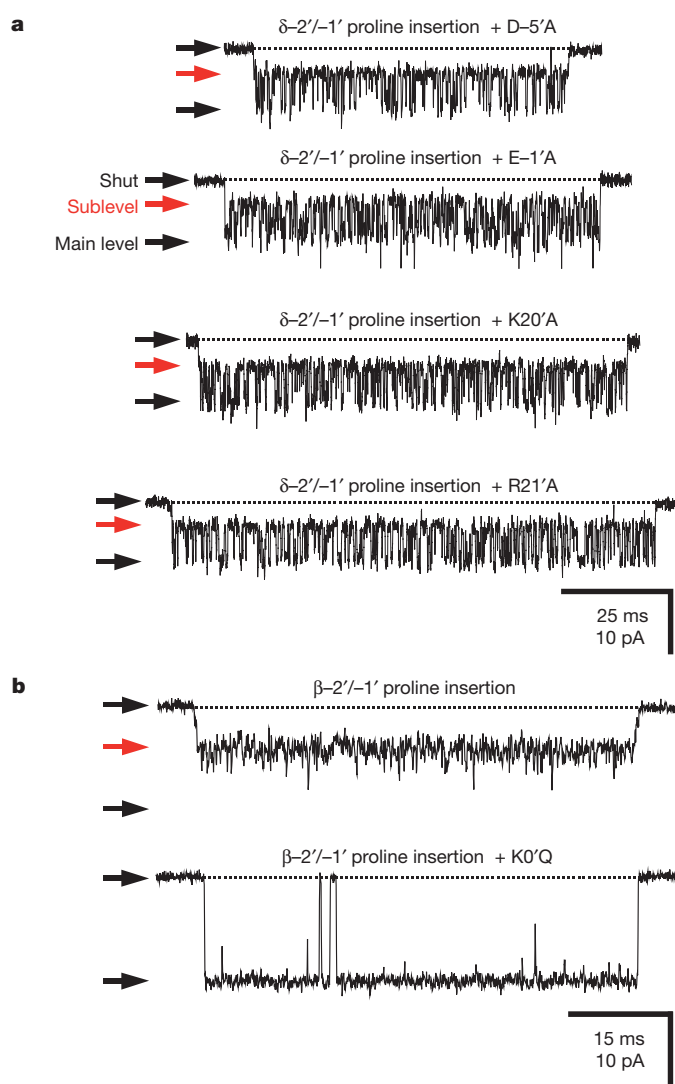 a
δ–2′/–1′ proline insertion + D–5′A
δ–2′/–1′ proline insertion + E–1′A
Shut
Sublevel
Main level
δ–2′/–1′ proline insertion + K20′A
δ–2′/–1′ proline insertion + R21′A
25 ms
10 pA
b
β–2′/–1′ proline insertion
β–2′/–1′ proline insertion + K0′Q
15 ms
10 pA